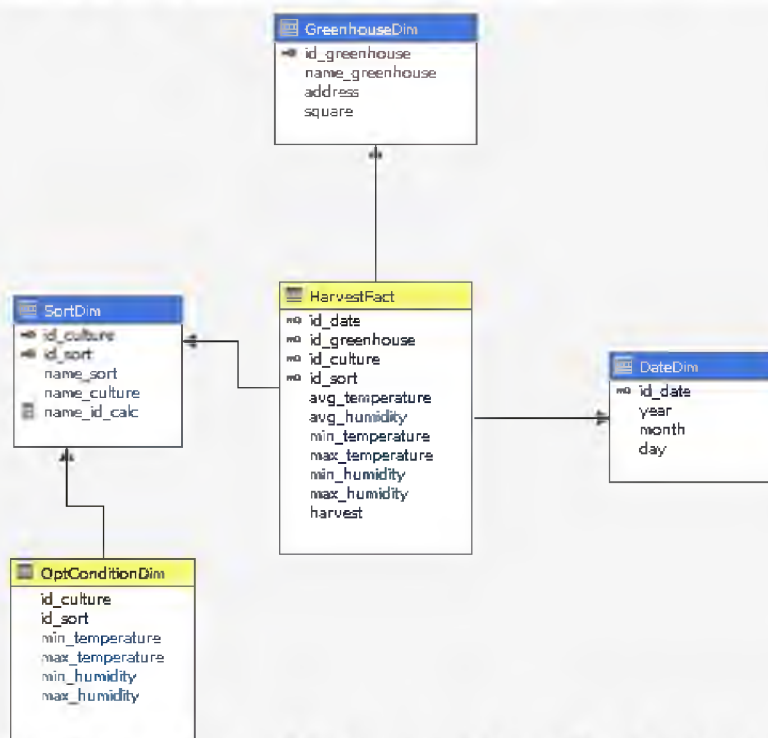 GreenhouseDim
id_greenhouse
name_greenhouse
address
square
SortDim
id_culture
id_sort
name_sort
name_culture
name_id_calc
HarvestFact
id_date
id_greenhouse
id_culture
id_sort
avg_temperature
avg_humidity
min_temperature
max_temperature
min_humidity
max_humidity
harvest
DateDim
id_date
year
month
day
OptConditionDim
id_culture
id_sort
min_temperature
max_temperature
min_humidity
max_humidity